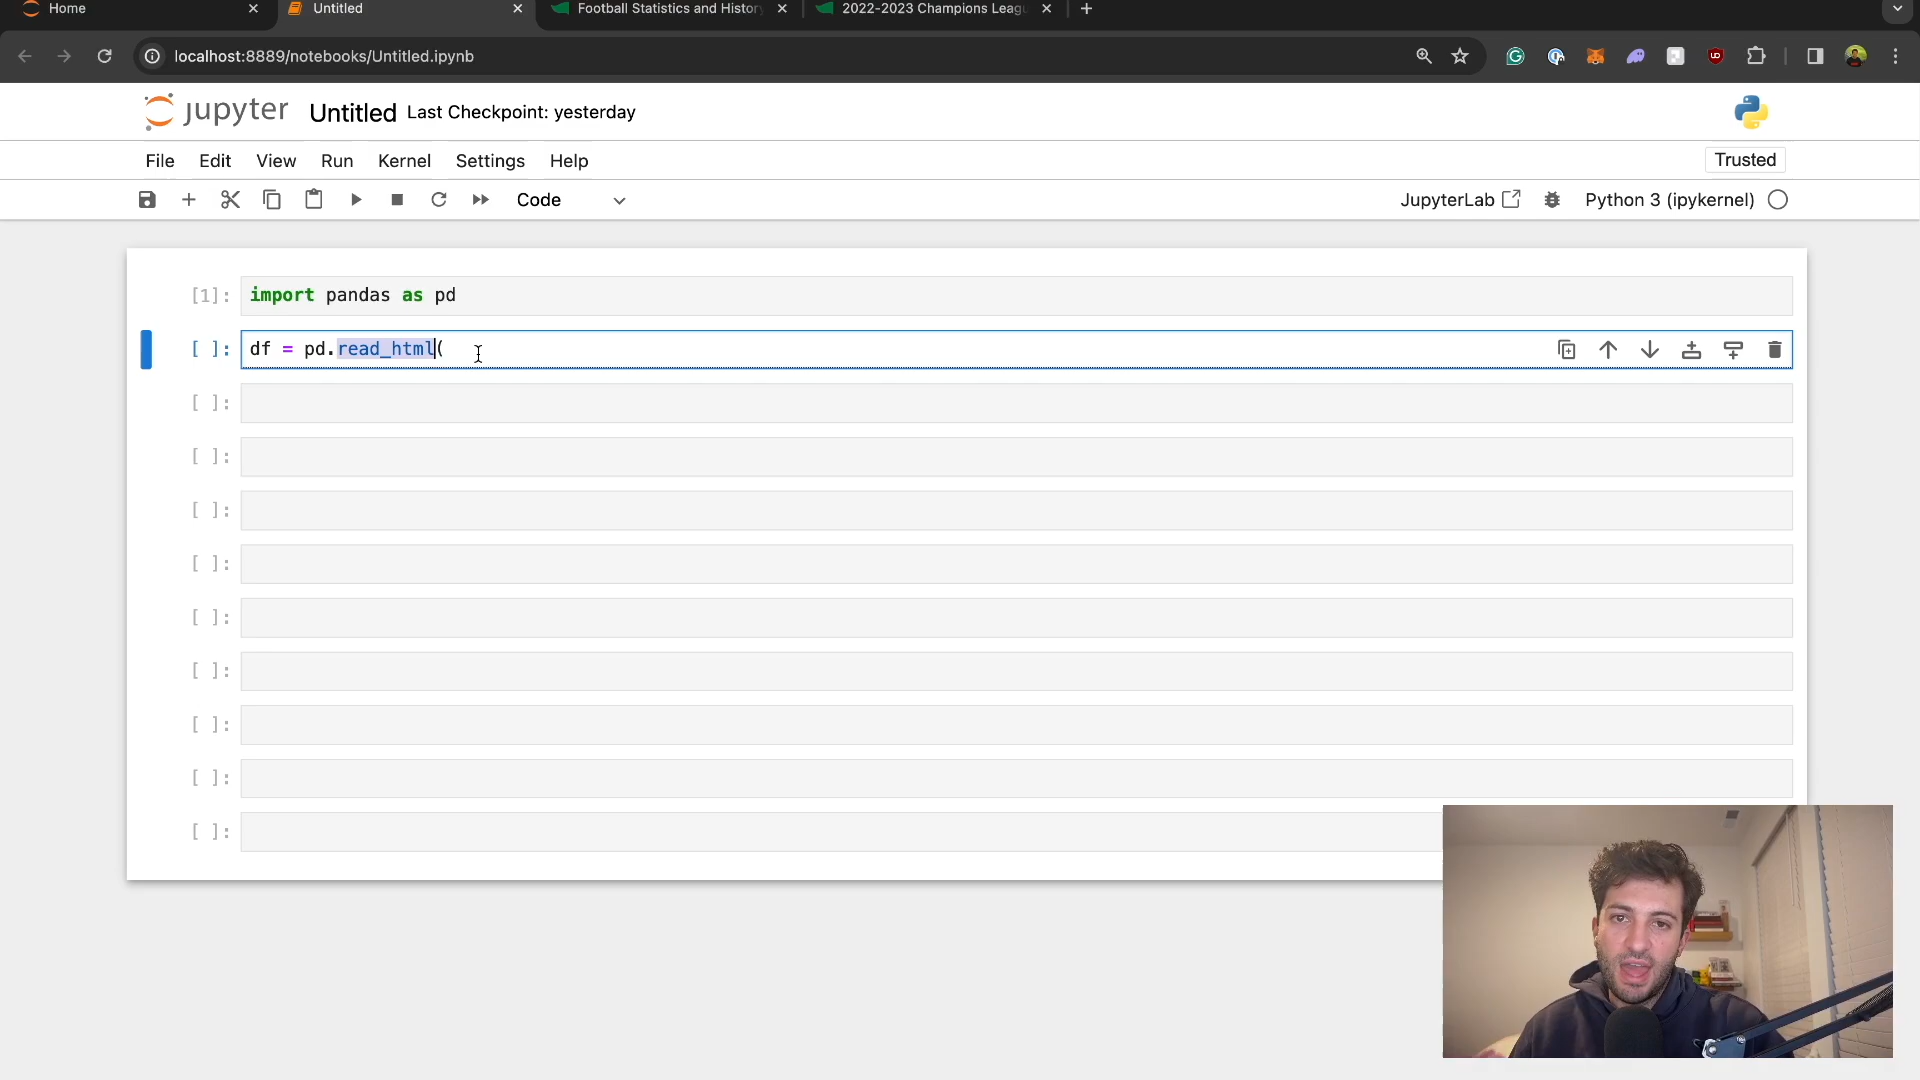 Home
Untitled
Football Statistics and History
2022-2023 Champions Leagu
localhost:8889/notebooks/Untitled.ipynb
jupyter Untitled Last Checkpoint: yesterday
File Edit View Run Kernel Settings Help
Trusted
Code
JupyterLab
Python 3 (ipykernel)
[1]: import pandas as pd
[ ]: df = pd.read_html(
[ ]:
[ ]:
[ ]:
[ ]:
[ ]:
[ ]:
[ ]:
[ ]:
[ ]: